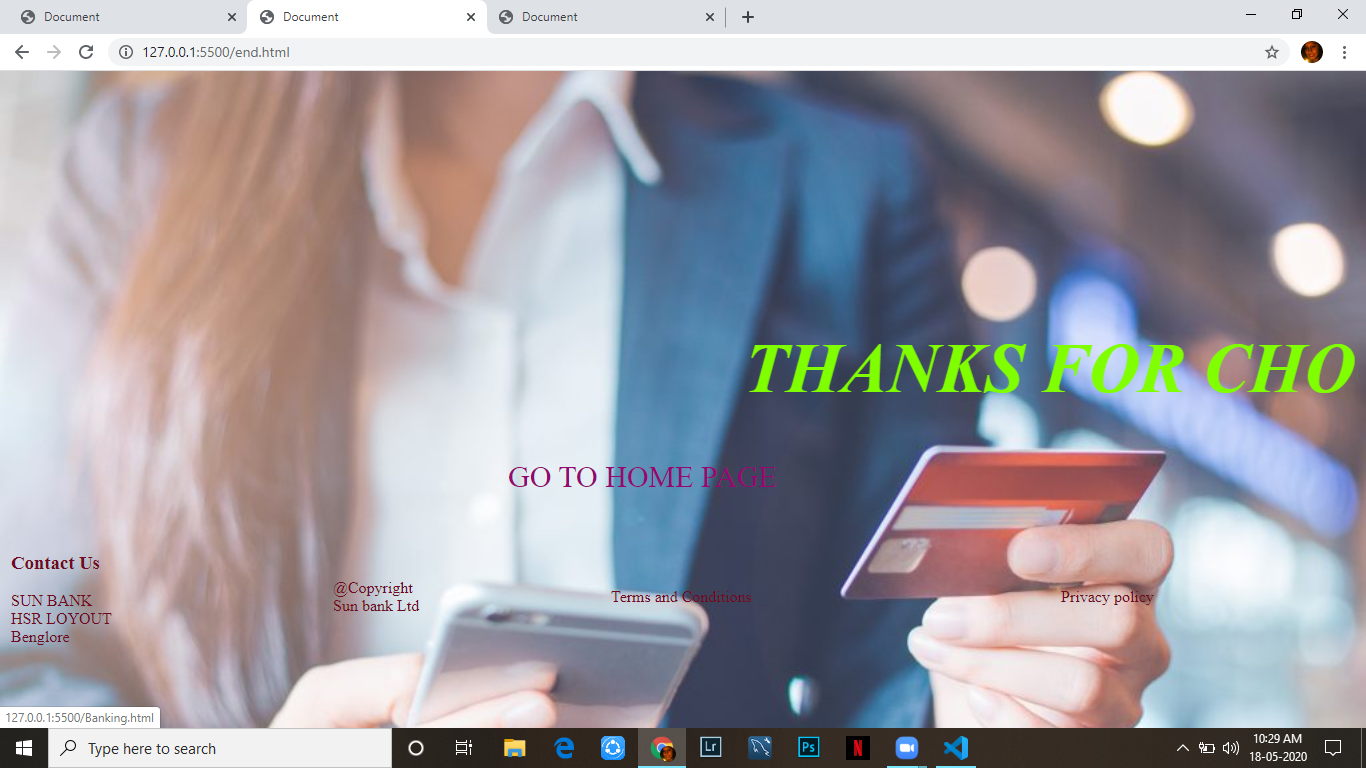 Document
Document
Document
127.0.0.1:5500/end.html
THANKS FOR CHO
GO TO HOME PAGE
Contact Us
SUN BANK
HSR LOYOUT
Benglore
@Copyright
Sun bank Ltd
Terms and Conditions
Privacy policy
127.0.0.1:5500/Banking.html
Type here to search
Lr
Ps
N
10:29 AM
18-05-2020